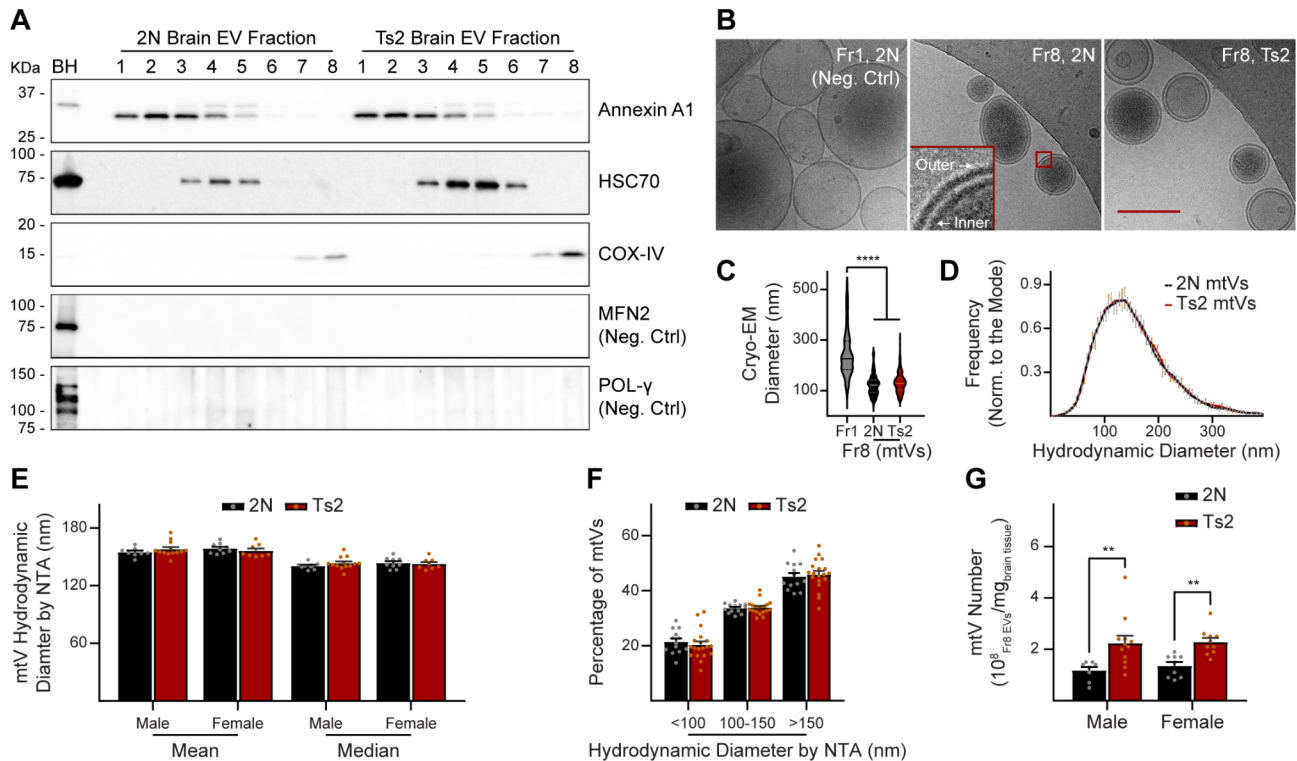 A
2N Brain EV Fraction
Ts2 Brain EV Fraction
KDa
BH
1 2 3 4 5 6 7 8
1 2 3 4 5 6 7 8
37 -
25 -
Annexin A1
100 -
75 -
50 -
HSC70
20 -
15 -
COX-IV
100 -
75 -
MFN2
(Neg. Ctrl)
150 -
100 -
75 -
POL-γ
(Neg. Ctrl)
B
Fr1, 2N
(Neg. Ctrl)
Fr8, 2N
Outer →
← Inner
Fr8, Ts2
C
Cryo-EM
Diameter (nm)
500
300
100
****
Fr1 2N Ts2
Fr8 (mtVs)
D
Frequency
(Norm. to the Mode)
0.9
0.6
0.3
2N mtVs
Ts2 mtVs
100 200 300
Hydrodynamic Diameter (nm)
E
2N Ts2
mtV Hydrodynamic
Diamter by NTA (nm)
180
120
60
Male Female Male Female
Mean Median
F
2N Ts2
Percentage of mtVs
60
40
20
<100 100-150 >150
Hydrodynamic Diameter by NTA (nm)
G
2N
Ts2
mtV Number
(10⁸ Fr8 EVs/mg brain tissue)
6
4
2
**
**
Male Female